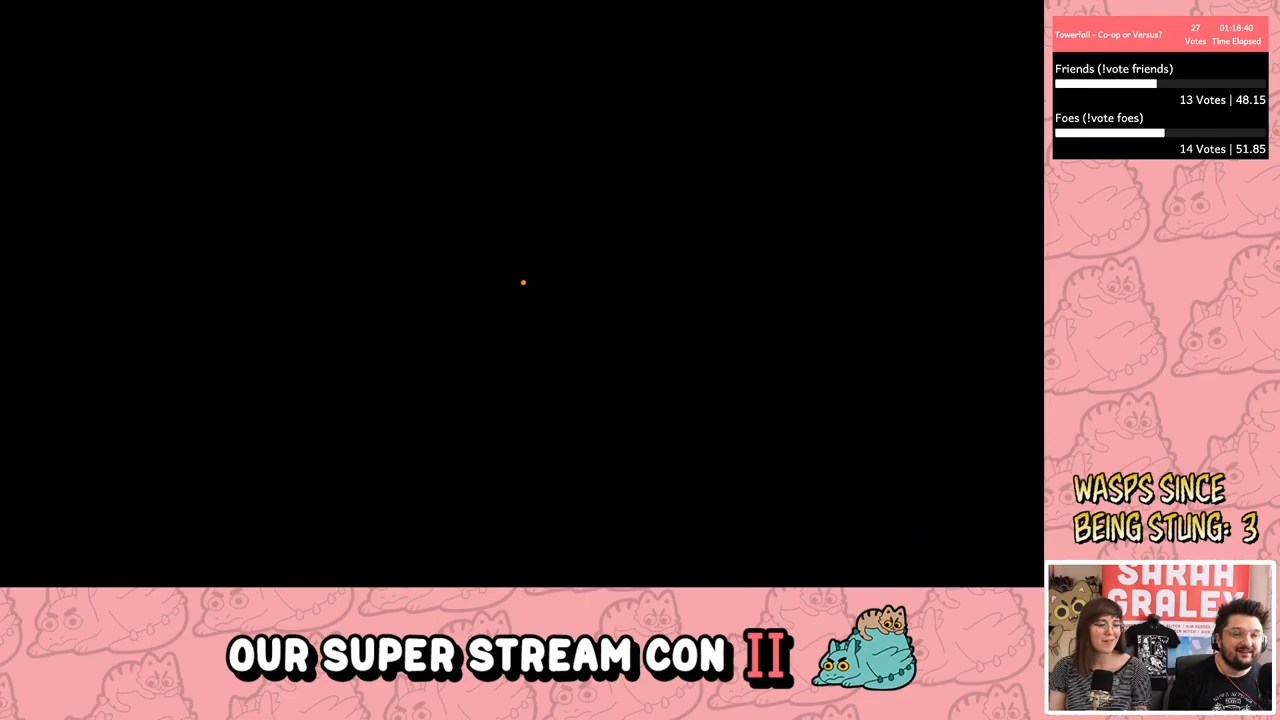 Towerfall - Co-op or Versus?
27
Votes
01:18:40
Time Elapsed
Friends (!vote friends)
13 Votes | 48.15
Foes (!vote foes)
14 Votes | 51.85
WASPS SINCE
BEING STUNG: 3
SARAH
GRALEY
OUR SUPER STREAM CON II